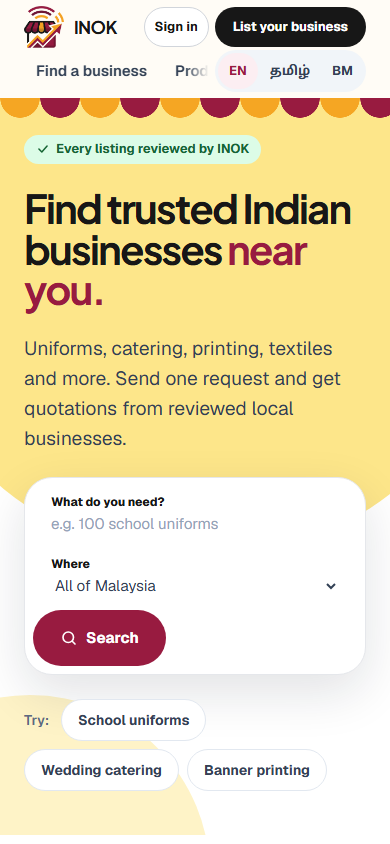 INOK
Sign in
List your business
Find a business
Prod
EN
தமிழ்
BM
Every listing reviewed by INOK
Find trusted Indian
businesses near
you.
Uniforms, catering, printing, textiles
and more. Send one request and get
quotations from reviewed local
businesses.
What do you need?
e.g. 100 school uniforms
Where
All of Malaysia
Search
Try:
School uniforms
Wedding catering
Banner printing